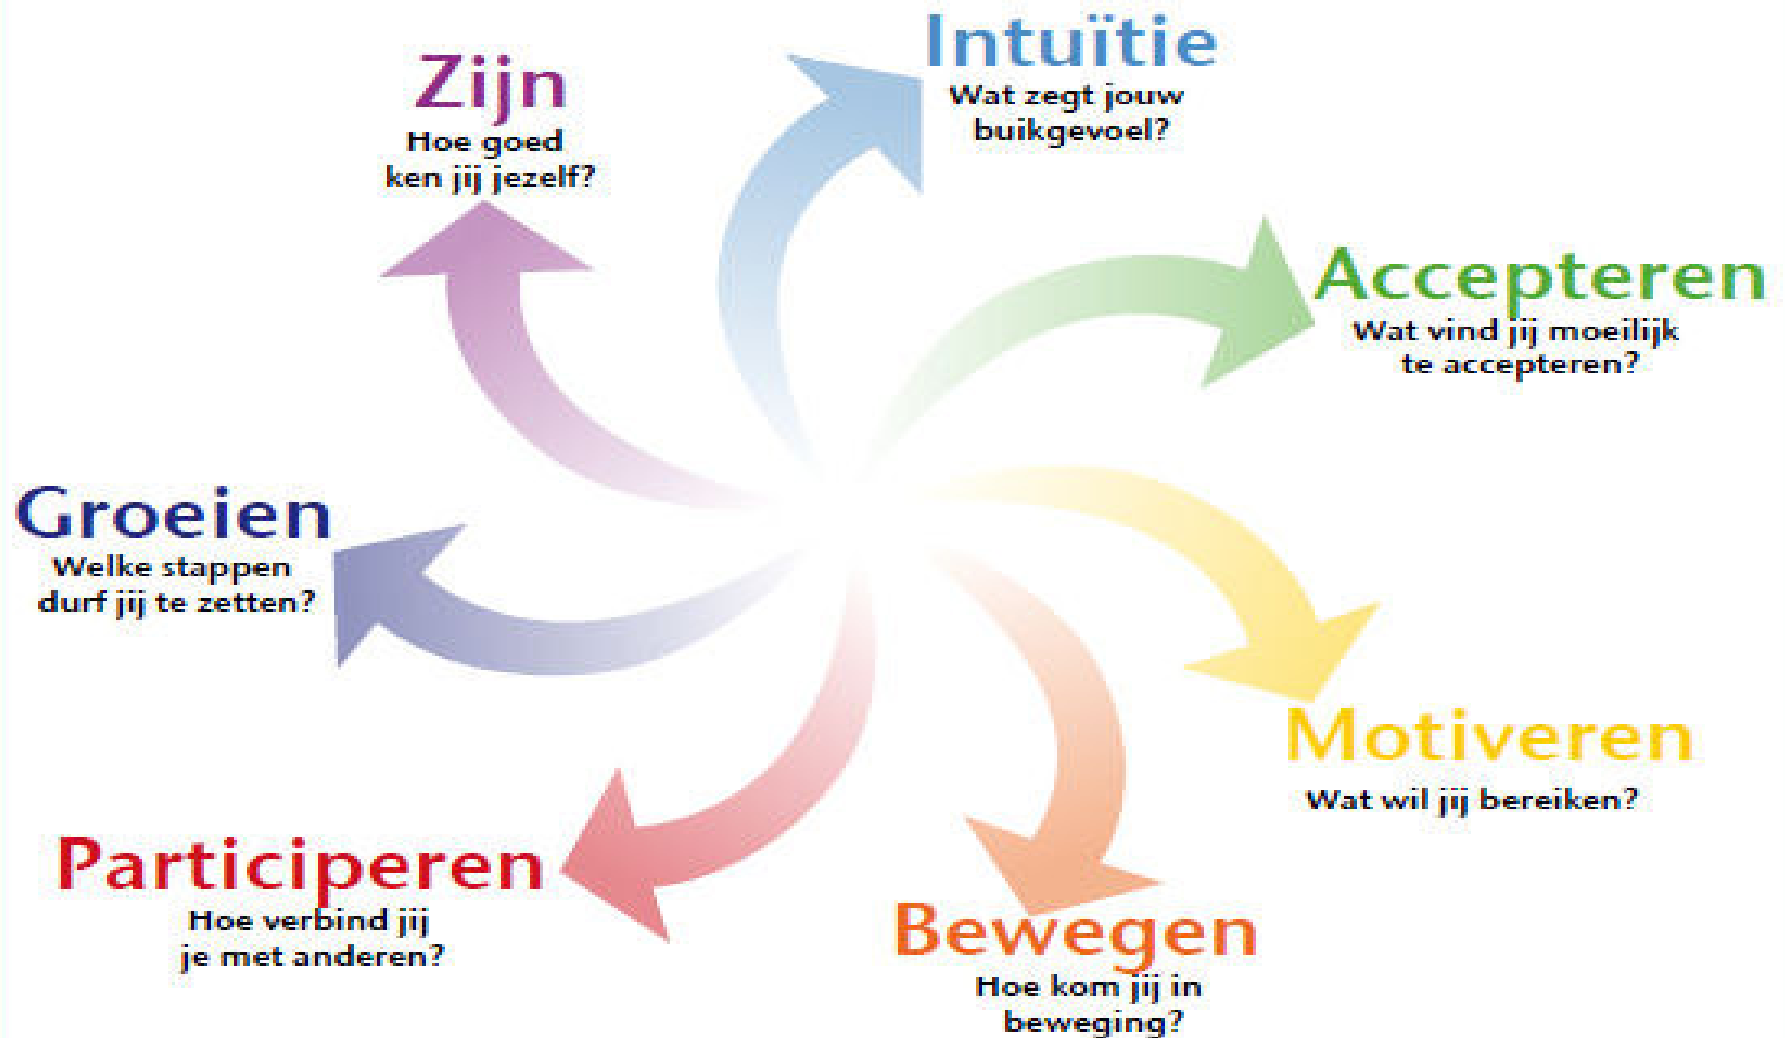 Zijn
Hoe goed
ken jij jezelf?
Intuïtie
Wat zegt jouw
buikgevoel?
Accepteren
Wat vind jij moeilijk
te accepteren?
Motiveren
Wat wil jij bereiken?
Bewegen
Hoe kom jij in
beweging?
Participeren
Hoe verbind jij
je met anderen?
Groeien
Welke stappen
durf jij te zetten?